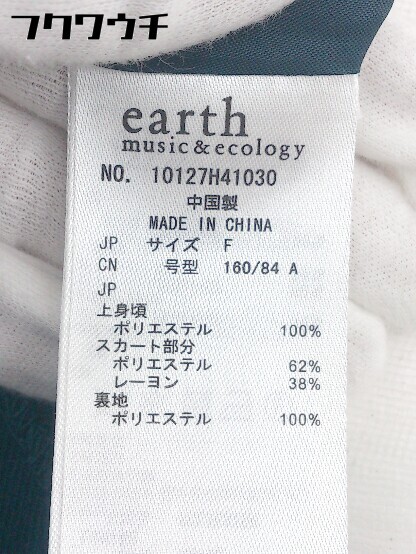 フクワウチ
earth
music & ecology
NO. 10127H41030
中国製
MADE IN CHINA
JP サイズ F
CN 号型 160/84 A
JP
上身頃
ポリエステル 100%
スカート部分
ポリエステル 62%
レーヨン 38%
裏地
ポリエステル 100%